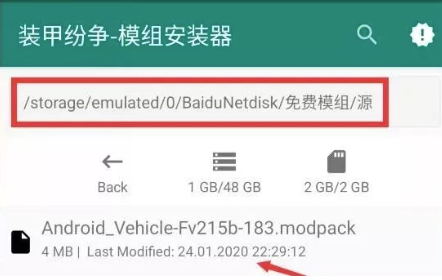 装甲纷争-模组安装器
/storage/emulated/0/BaiduNetdisk/免费模组/源
Back 1 GB/48 GB 2 GB/2 GB
Android_Vehicle-Fv215b-183.modpack
4 MB | Last Modified: 24.01.2020 22:29:12